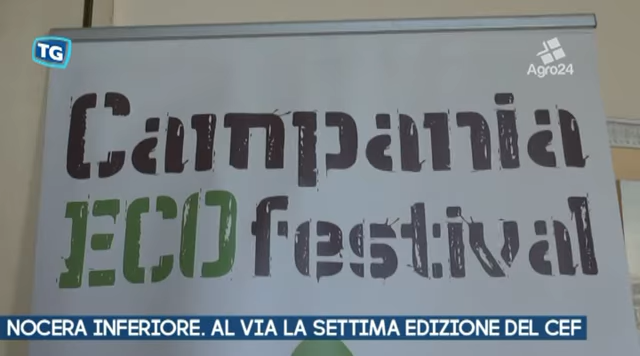 TG
Agro24
Campania
ECO festival
NOCERA INFERIORE. AL VIA LA SETTIMA EDIZIONE DEL CEF